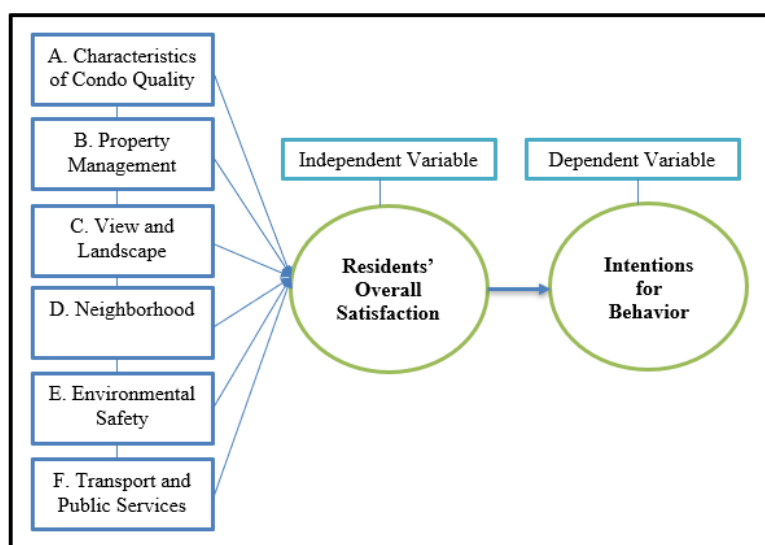 A. Characteristics
of Condo Quality
B. Property
Management
C. View and
Landscape
D. Neighborhood
E. Environmental
Safety
F. Transport and
Public Services
Independent Variable
Residents’
Overall
Satisfaction
Dependent Variable
Intentions
for
Behavior